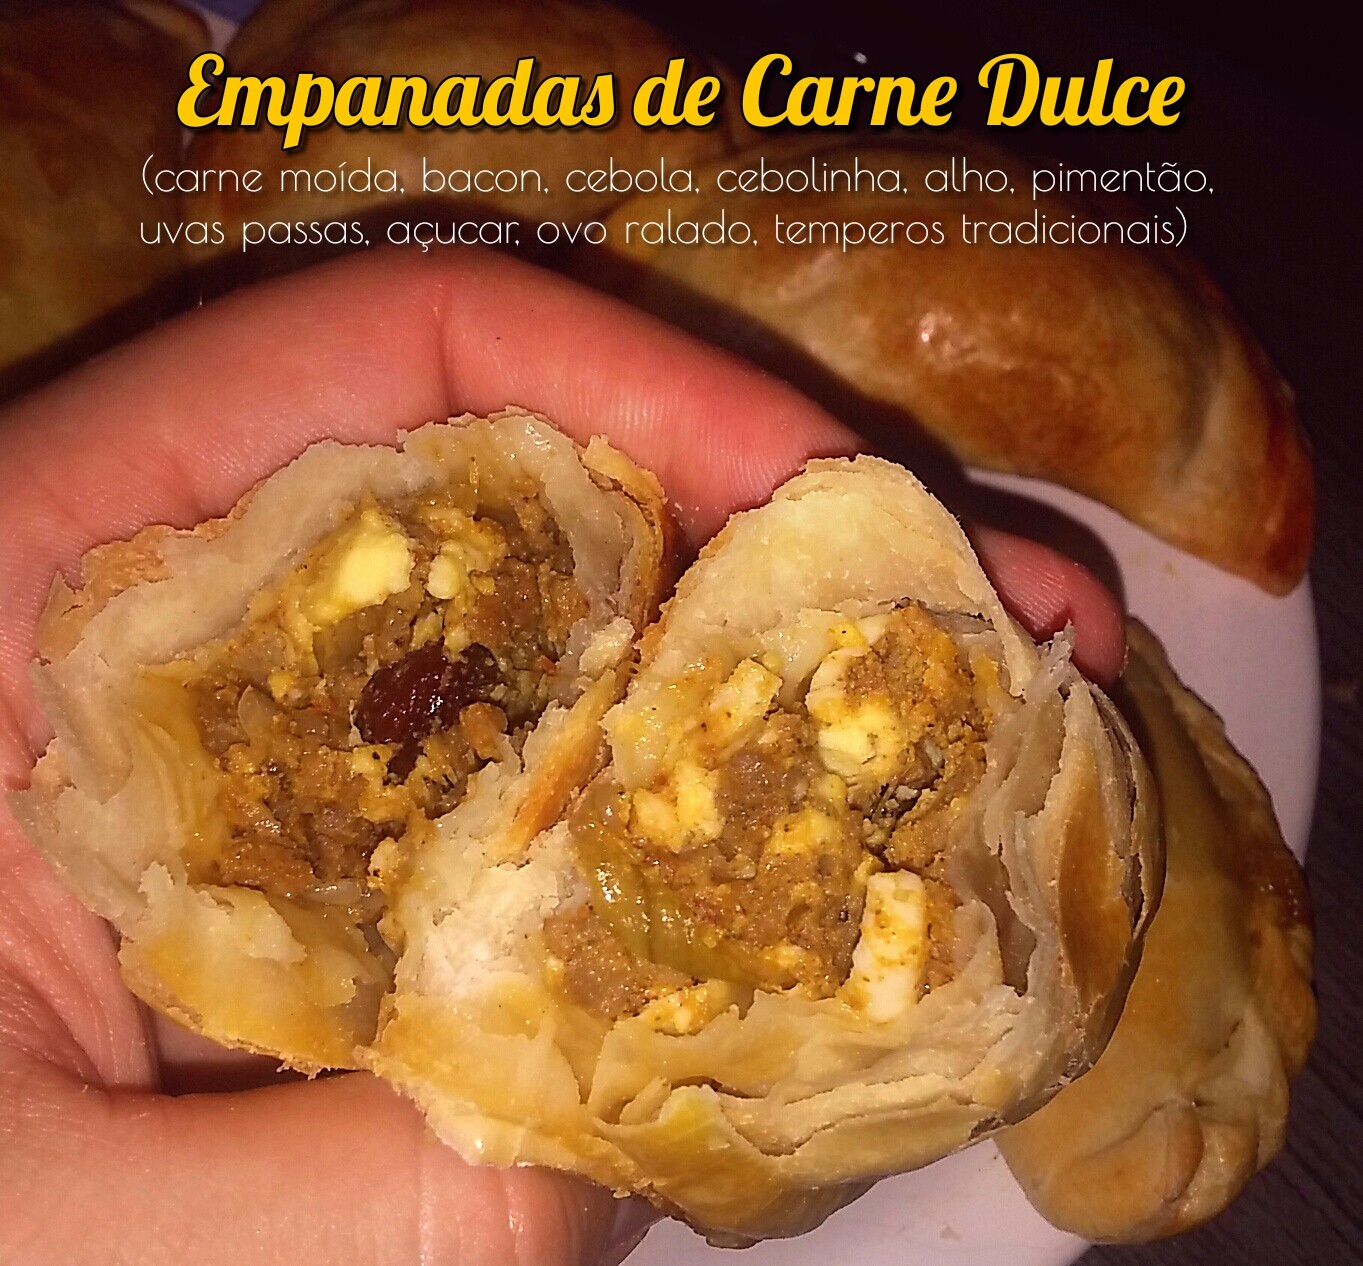 Empanadas de Carne Dulce
(carne moída, bacon, cebola, cebolinha, alho, pimentão,
uvas passas, açucar, ovo ralado, temperos tradicionais)